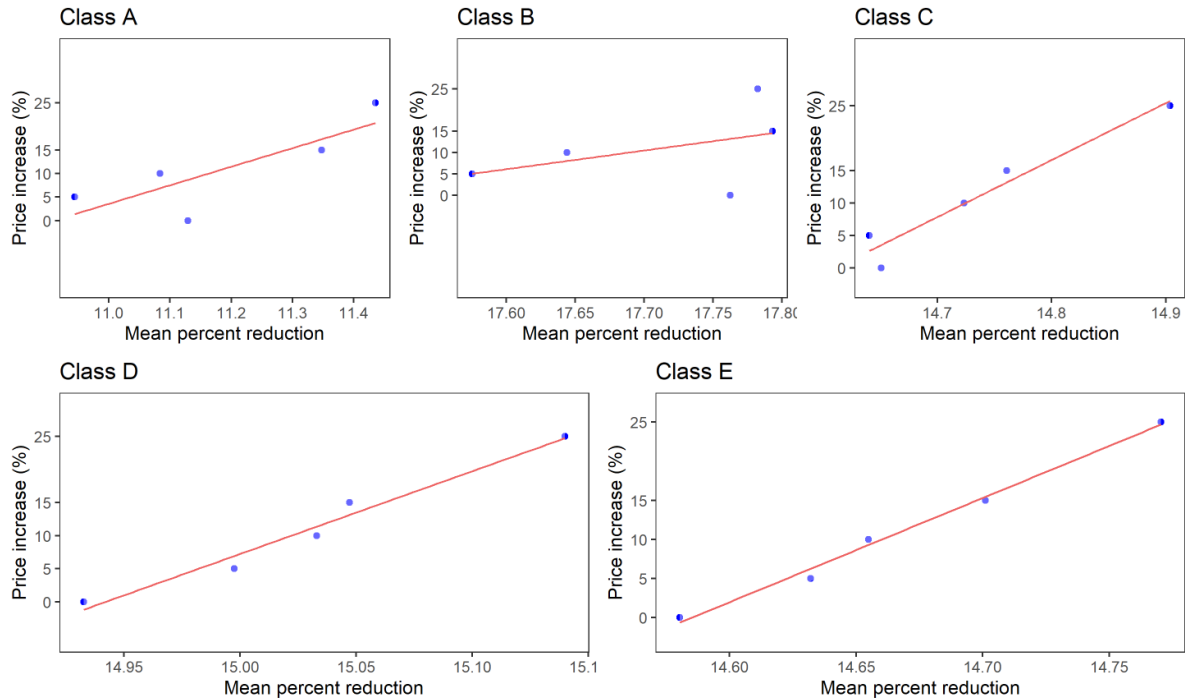 Class A
Price increase (%)
25
15
10
5
0
11.0 11.1 11.2 11.3 11.4
Mean percent reduction
Class B
Price increase (%)
25
15
10
5
0
17.60 17.65 17.70 17.75 17.80
Mean percent reduction
Class C
Price increase (%)
25
15
10
5
0
14.7 14.8 14.9
Mean percent reduction
Class D
Price increase (%)
25
15
10
5
0
14.95 15.00 15.05 15.10 15.1
Mean percent reduction
Class E
Price increase (%)
25
15
10
5
0
14.60 14.65 14.70 14.75
Mean percent reduction